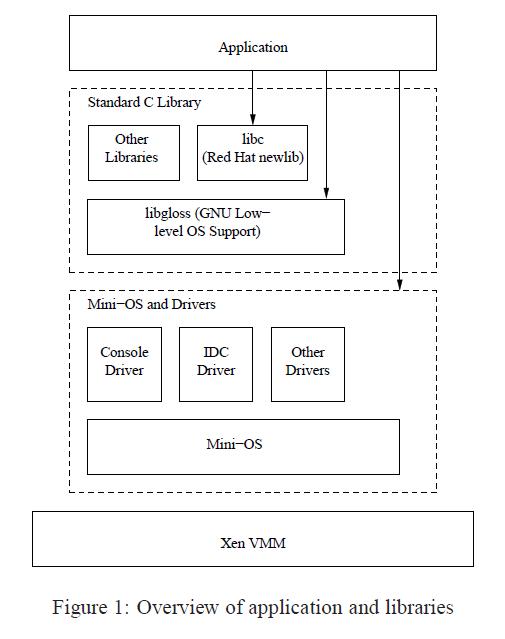 Application
Standard C Library
Other
Libraries
libc
(Red Hat newlib)
libgloss (GNU Low−
level OS Support)
Mini−OS and Drivers
Console
Driver
IDC
Driver
Other
Drivers
Mini−OS
Xen VMM
Figure 1: Overview of application and libraries